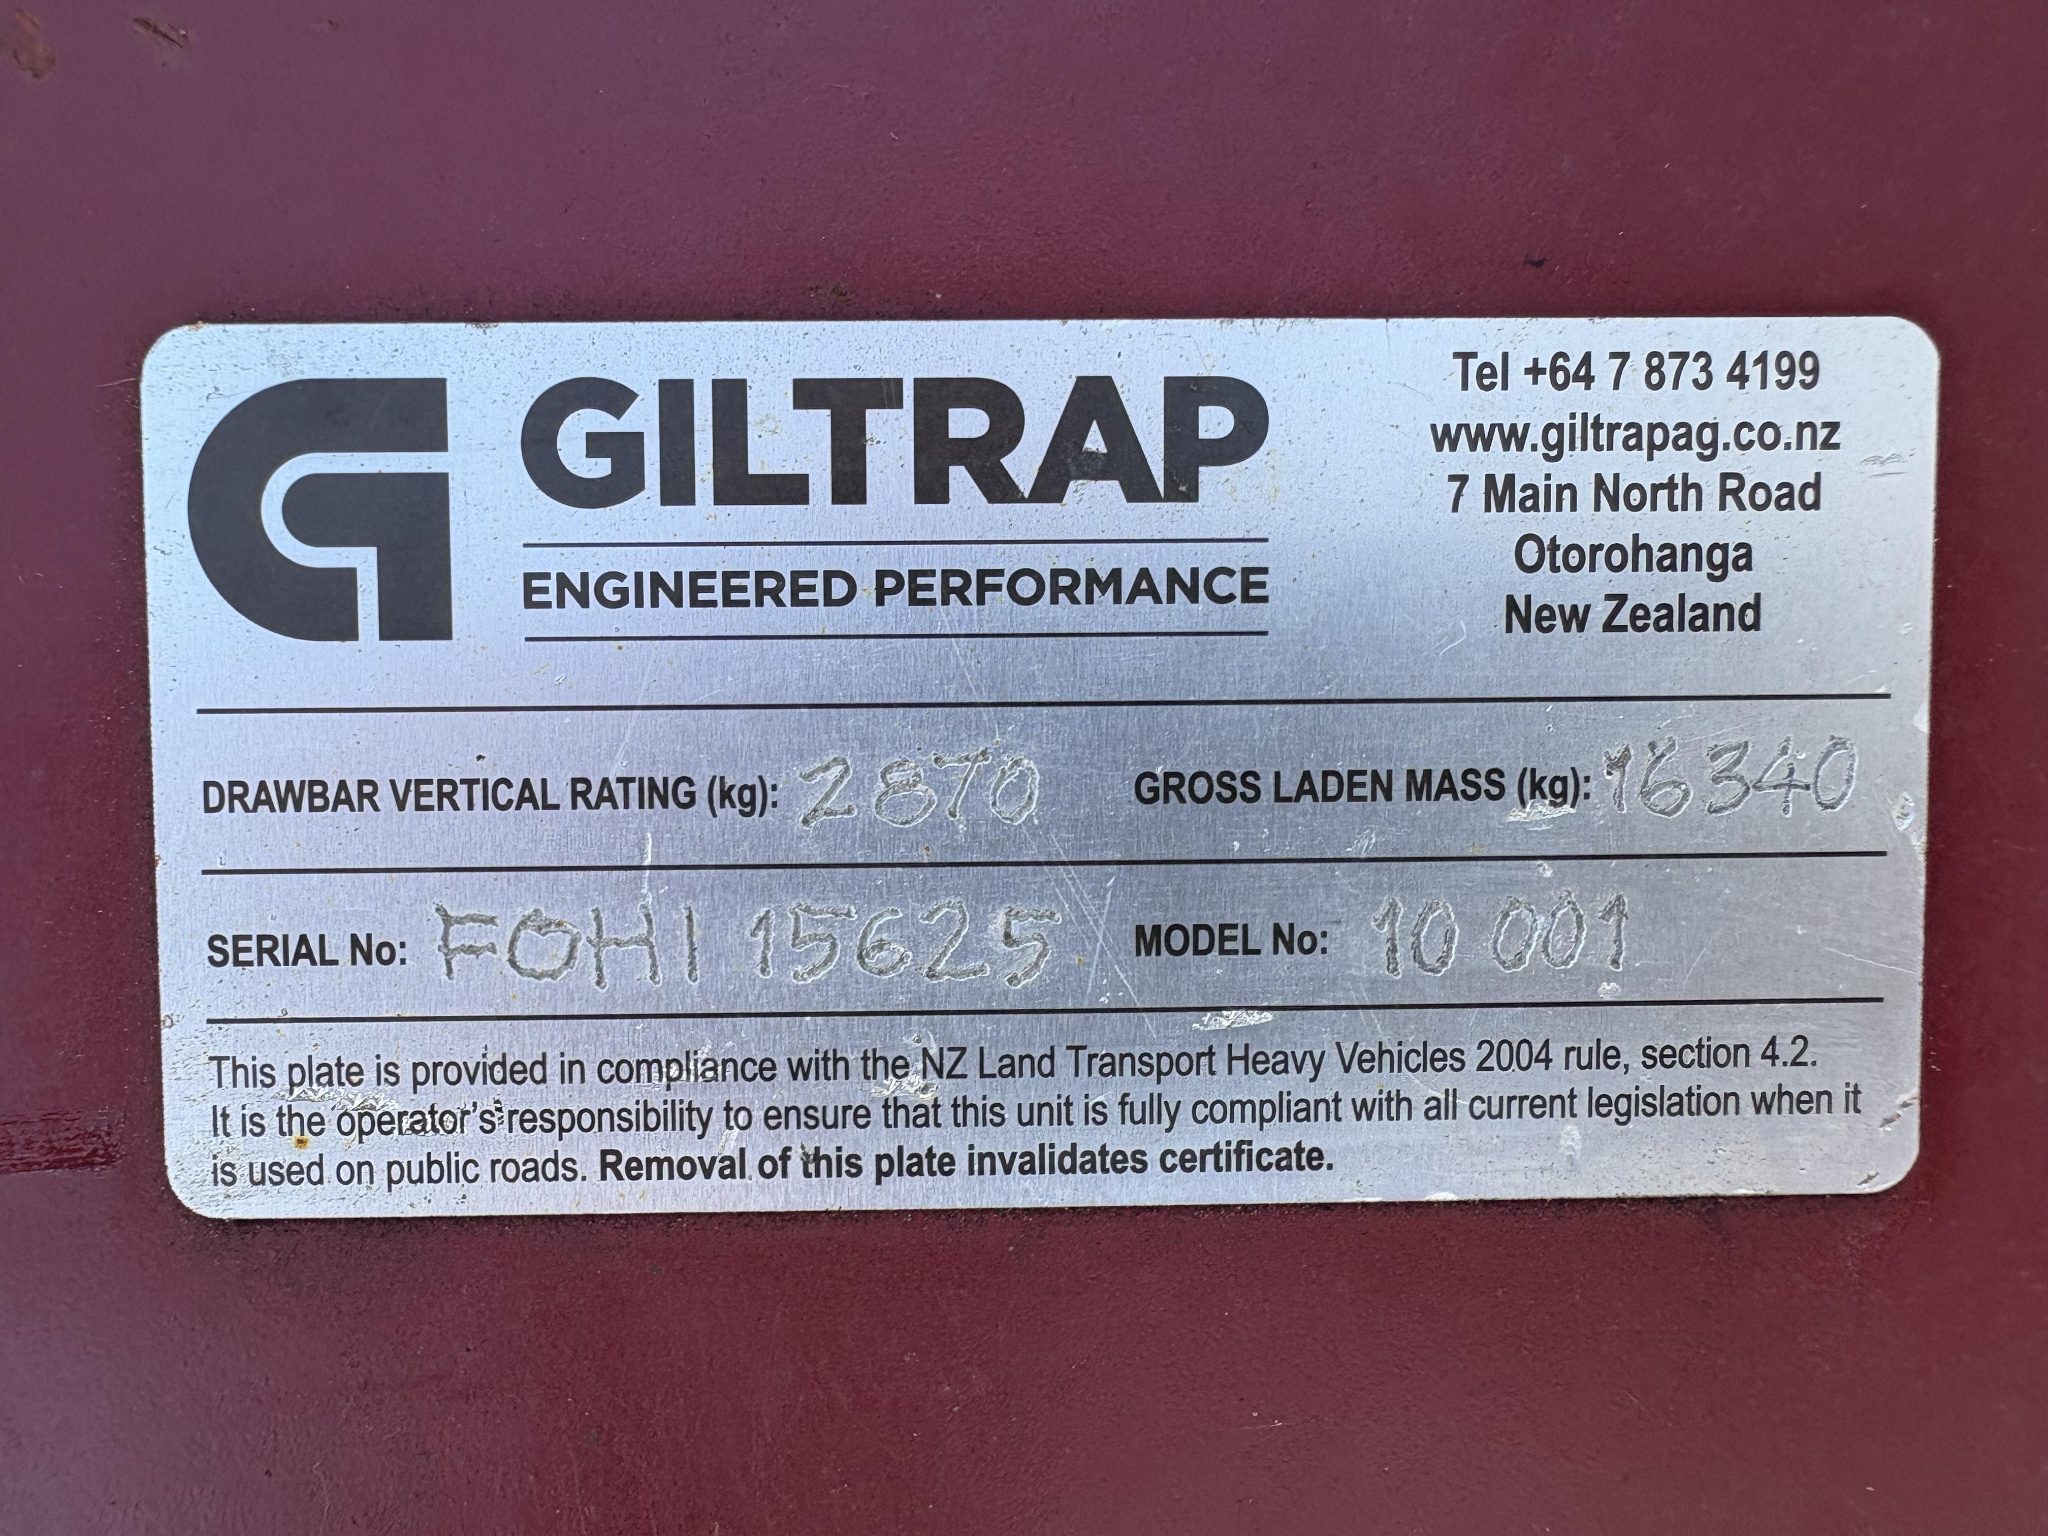 GILTRAP
ENGINEERED PERFORMANCE
Tel +64 7 873 4199
www.giltrapag.co.nz
7 Main North Road
Otorohanga
New Zealand
DRAWBAR VERTICAL RATING (kg): 2870 GROSS LADEN MASS (kg): 16340
SERIAL No: FOHI 15625 MODEL No: 10 001
This plate is provided in compliance with the NZ Land Transport Heavy Vehicles 2004 rule, section 4.2.
It is the operator's responsibility to ensure that this unit is fully compliant with all current legislation when it
is used on public roads. Removal of this plate invalidates certificate.